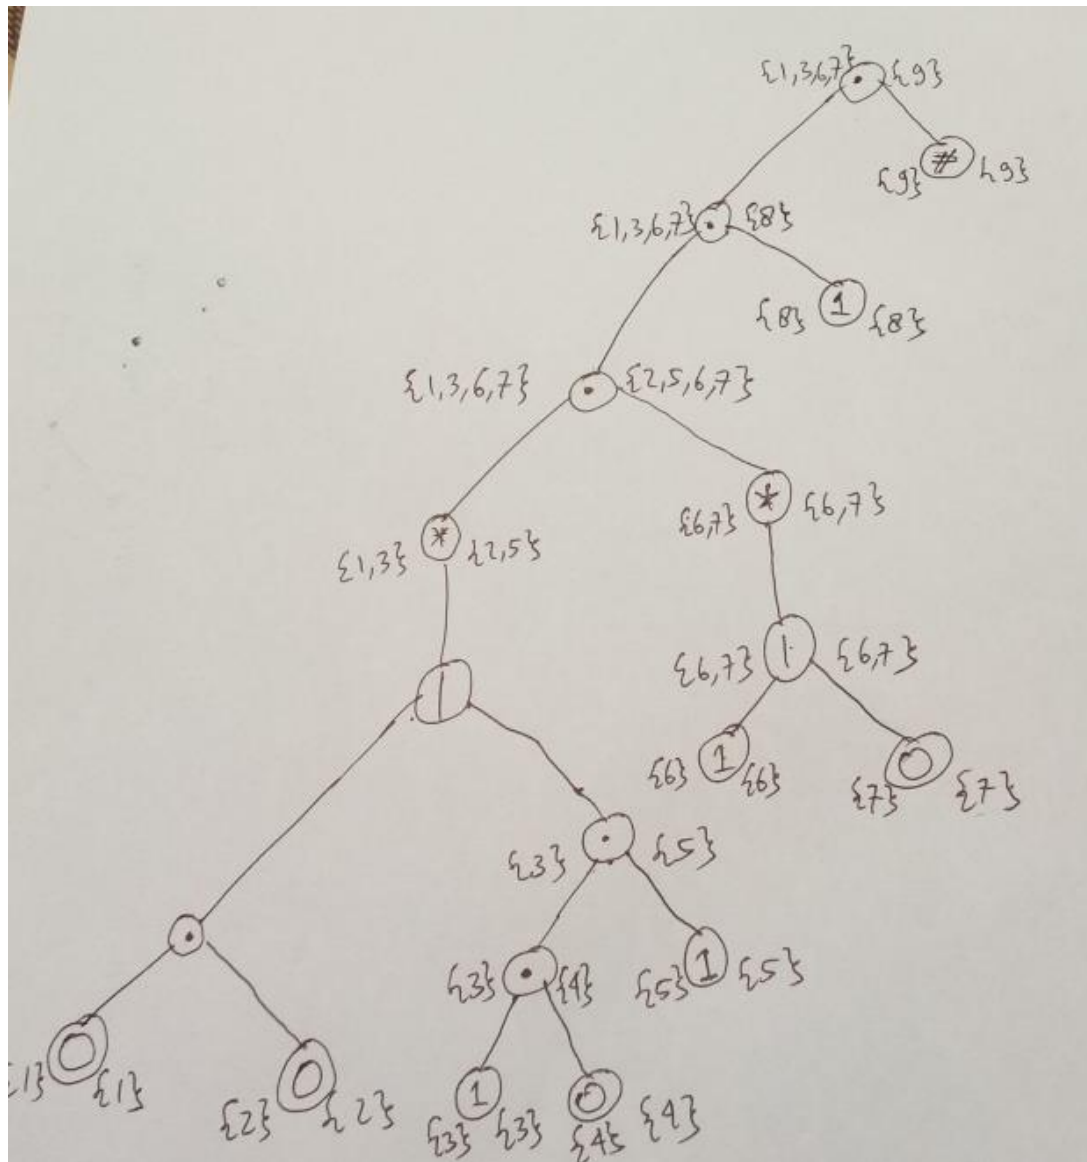 {1,3,6,7} • {9}
{9} # {9}
{1,3,6,7} • {8}
{8} 1 {8}
{1,3,6,7} • {2,5,6,7}
{6,7} * {6,7}
{1,3} * {2,5}
{6,7} | {6,7}
|
{6} 1 {6} {7} 0 {7}
{3} • {5}
•
{3} • {4} {5} 1 {5}
{1} 0 {1} {2} 0 {2} {3} 1 {3} {4} 0 {4}